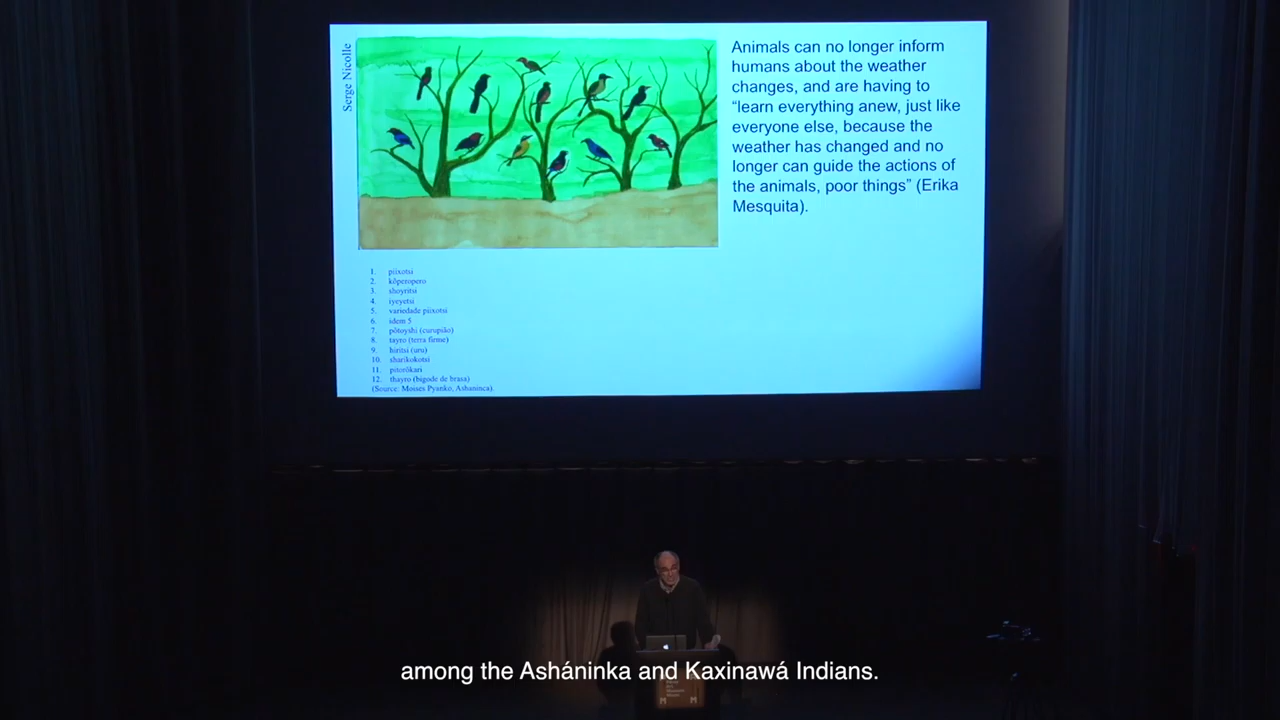 Serge Nicolle
Animals can no longer inform
humans about the weather
changes, and are having to
“learn everything anew, just like
everyone else, because the
weather has changed and no
longer can guide the actions of
the animals, poor things” (Erika
Mesquita).
1. piixotsi
2. kôperopero
3. shoyritsi
4. iyeyetsi
5. variedade piixotsi
6. idem 5
7. põtoyshi (curupião)
8. tayro (terra firme)
9. hiritsi (uru)
10. sharikokotsi
11. pitorôkari
12. thayro (bigode de brasa)
(Source: Moises Pyanko, Ashaninca).
among the Asháninka and Kaxinawá Indians.